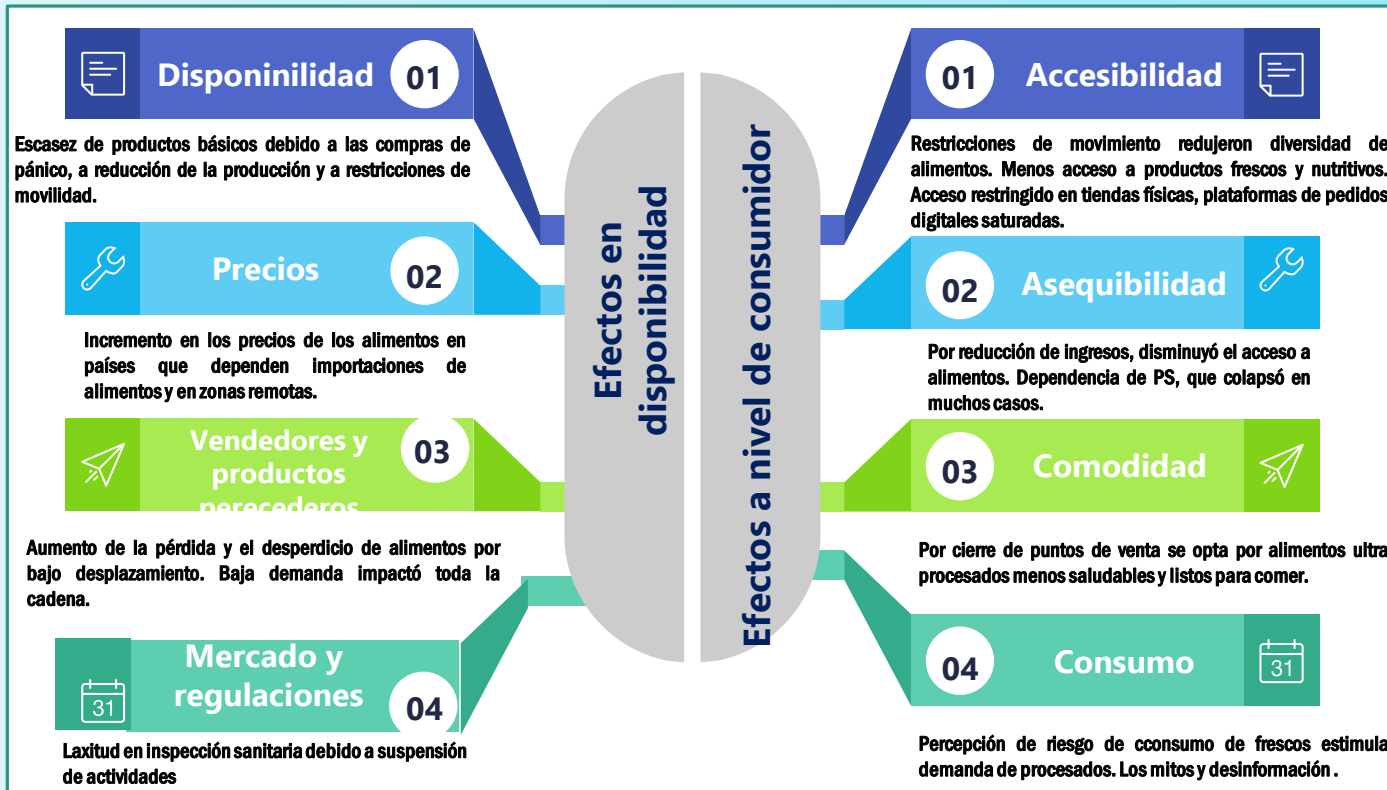 Disponinilidad 01
Escasez de productos básicos debido a las compras de
pánico, a reducción de la producción y a restricciones de
movilidad.
Precios 02
Incremento en los precios de los alimentos en
países que dependen importaciones de
alimentos y en zonas remotas.
Vendedores y
productos
perecederos
03
Aumento de la pérdida y el desperdicio de alimentos por
bajo desplazamiento. Baja demanda impactó toda la
cadena.
31
Mercado y
regulaciones
04
Laxitud en inspección sanitaria debido a suspensión
de actividades
Efectos en
disponibilidad
Efectos a nivel de consumidor
01 Accesibilidad
Restricciones de movimiento redujeron diversidad de
alimentos. Menos acceso a productos frescos y nutritivos.
Acceso restringido en tiendas físicas, plataformas de pedidos
digitales saturadas.
02 Asequibilidad
Por reducción de ingresos, disminuyó el acceso a
alimentos. Dependencia de PS, que colapsó en
muchos casos.
03 Comodidad
Por cierre de puntos de venta se opta por alimentos ultra
procesados menos saludables y listos para comer.
04 Consumo
31
Percepción de riesgo de cconsumo de frescos estimula
demanda de procesados. Los mitos y desinformación .